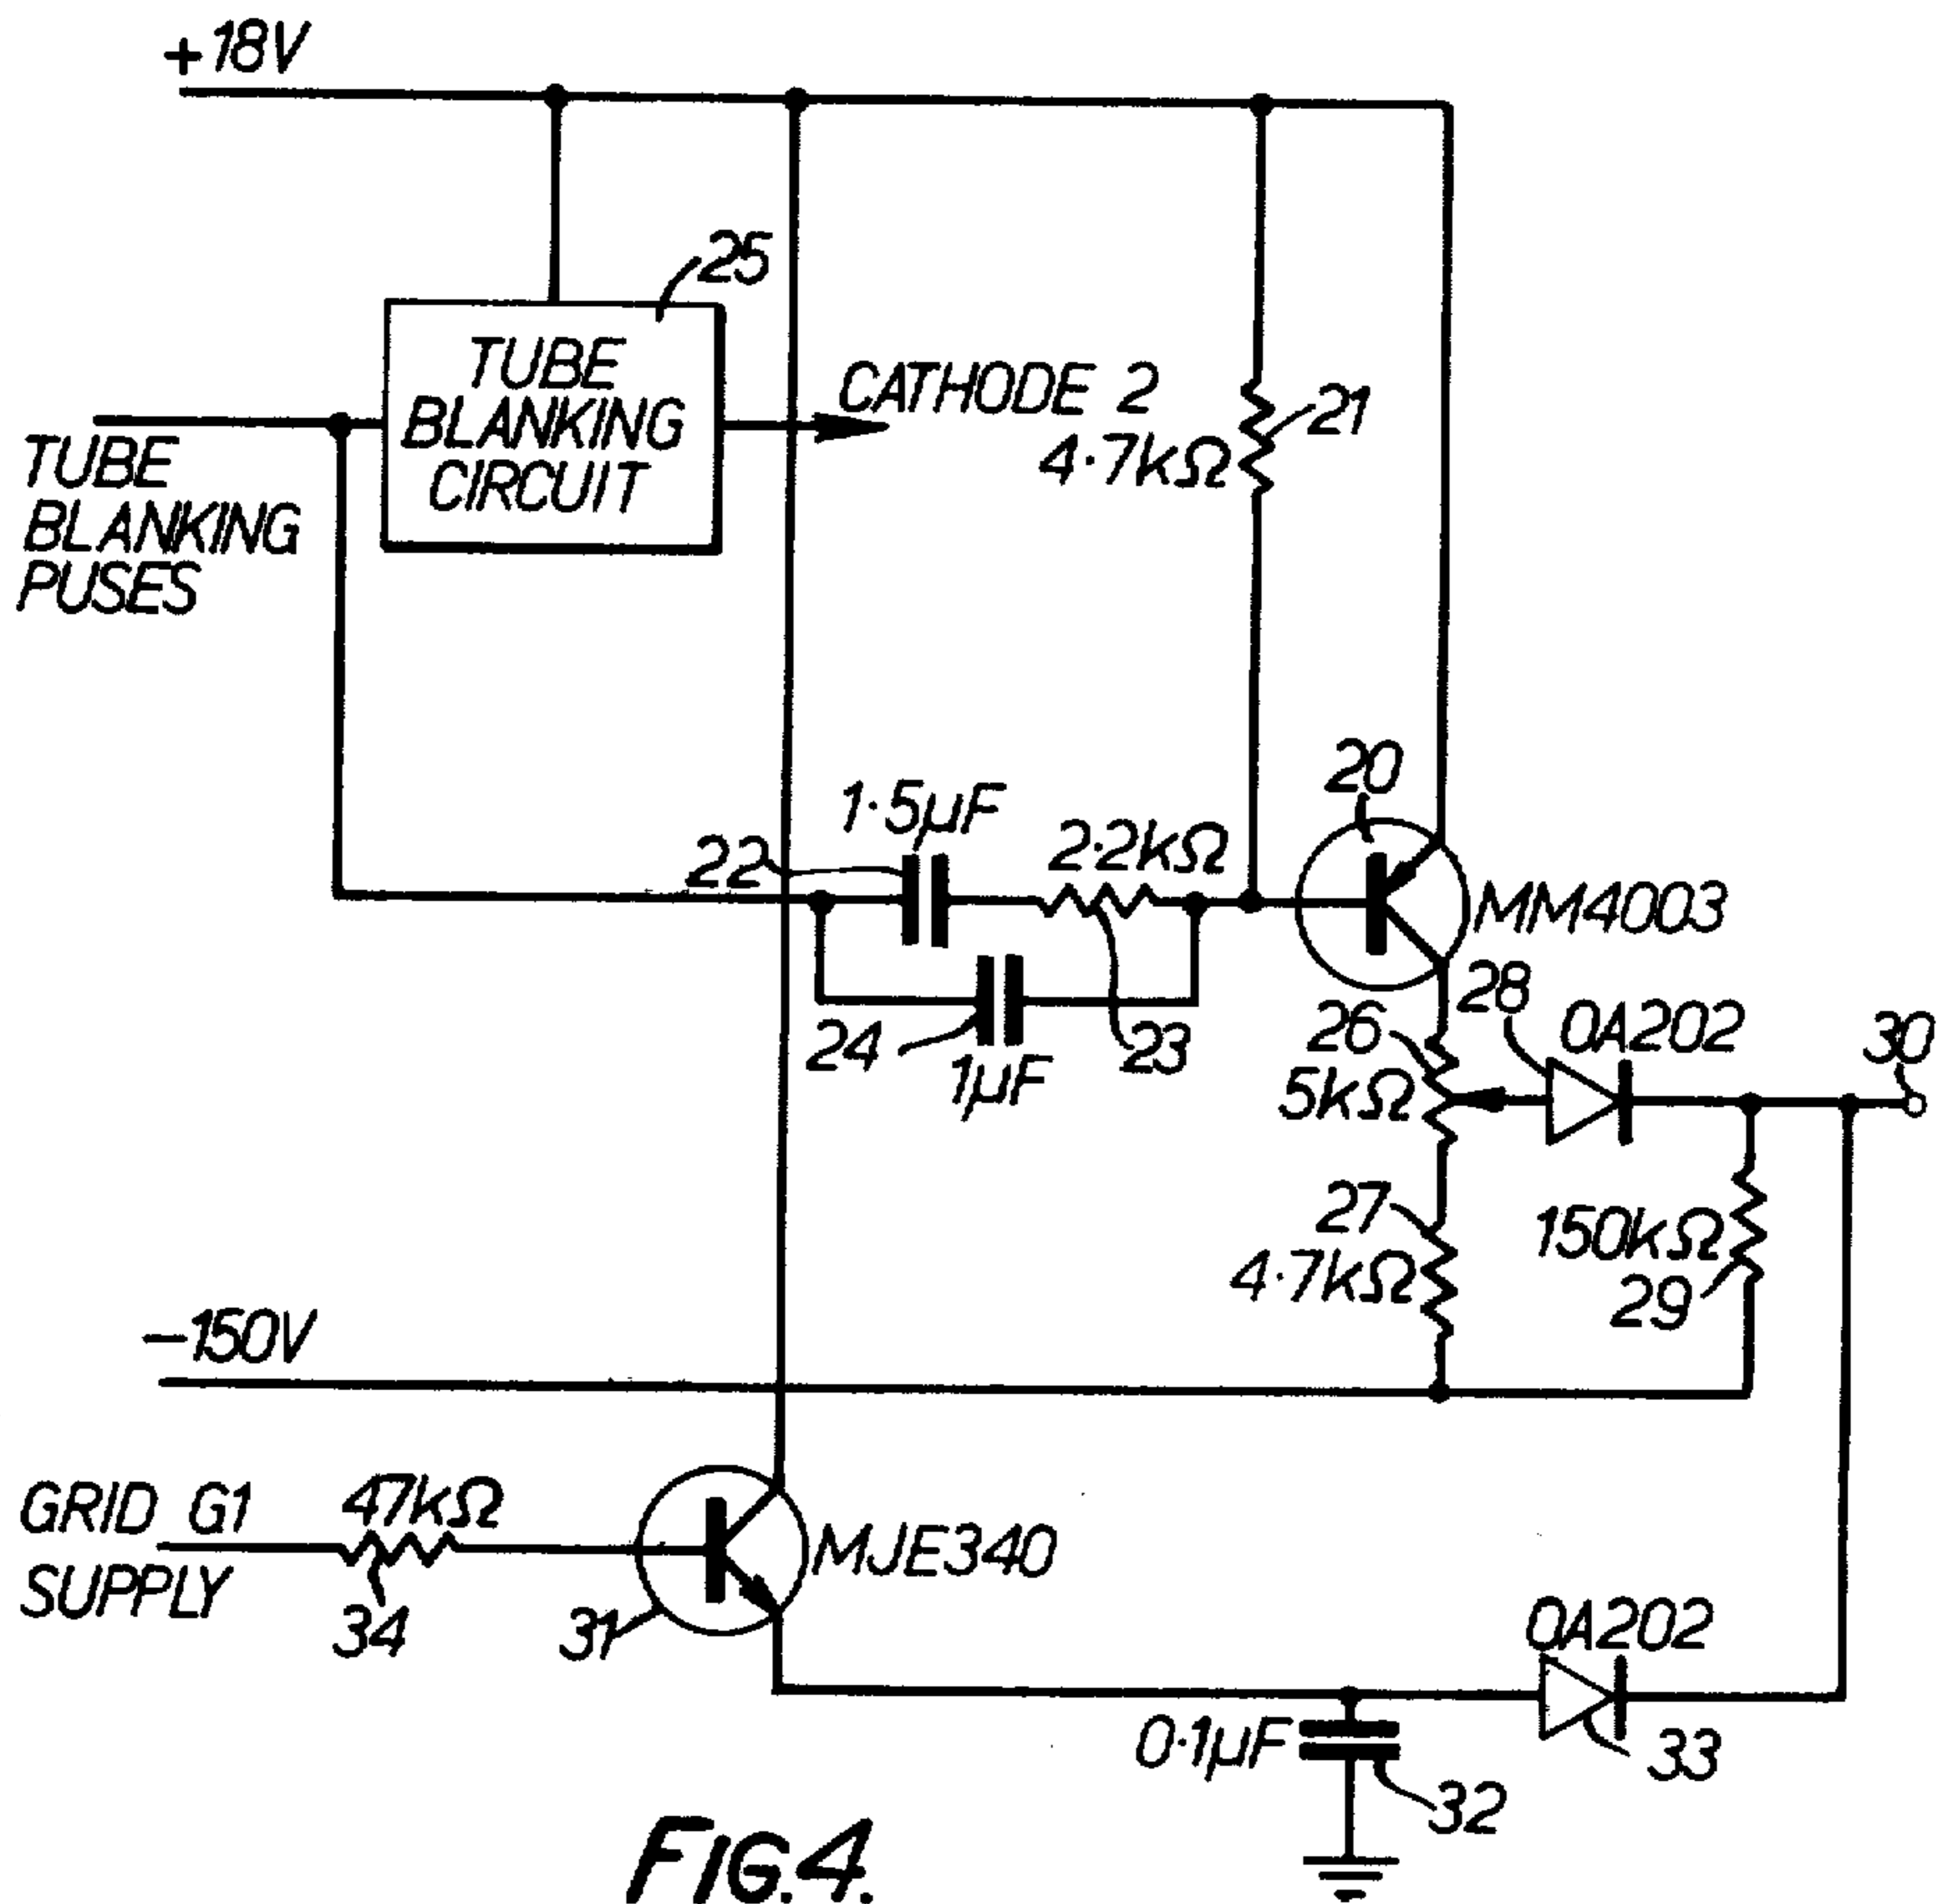 +18V
25
TUBE
BLANKING
CIRCUIT
CATHODE 2
4·7kΩ
21
TUBE
BLANKING
PUSES
20
1·5µF
22
2·2kΩ
MM4003
24
1µF
23
26
5kΩ
28
OA202
30
27
4·7kΩ
150kΩ
29
-150V
GRID G1
SUPPLY
47kΩ
34
31
MJE340
OA202
33
0·1µF
32
FIG.4.